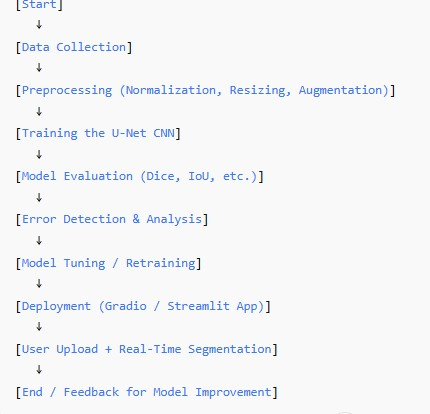 [Start]
↓
[Data Collection]
↓
[Preprocessing (Normalization, Resizing, Augmentation)]
↓
[Training the U-Net CNN]
↓
[Model Evaluation (Dice, IoU, etc.)]
↓
[Error Detection & Analysis]
↓
[Model Tuning / Retraining]
↓
[Deployment (Gradio / Streamlit App)]
↓
[User Upload + Real-Time Segmentation]
↓
[End / Feedback for Model Improvement]